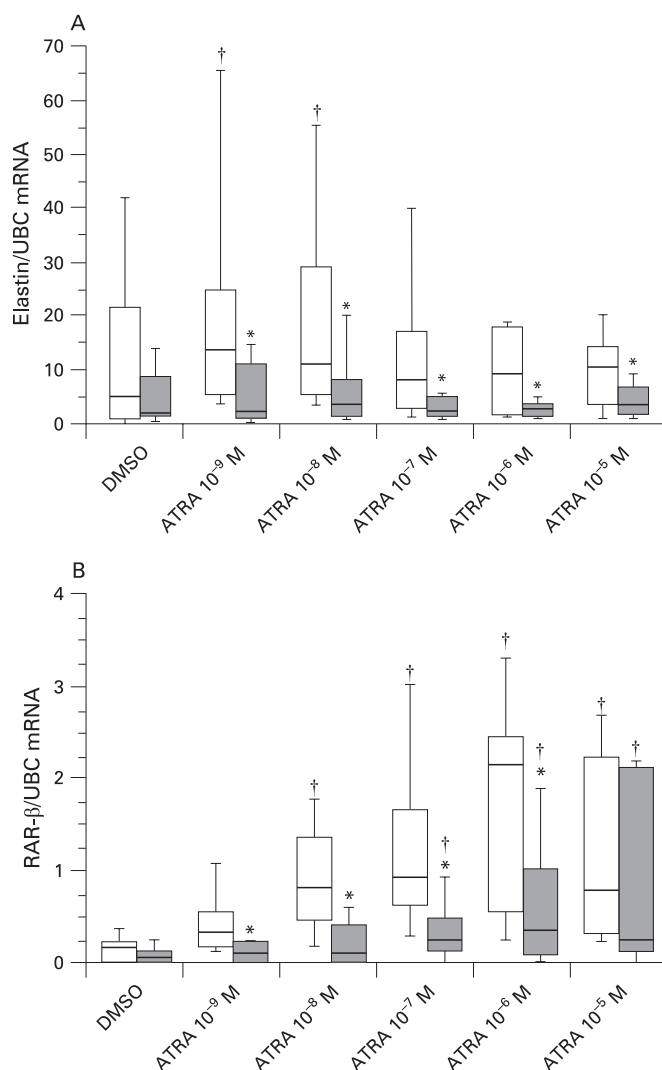 A
Elastin/UBC mRNA
70
60
50
40
30
20
10
0
†
†
*
*
*
*
*
DMSO
ATRA 10⁻⁹ M
ATRA 10⁻⁸ M
ATRA 10⁻⁷ M
ATRA 10⁻⁶ M
ATRA 10⁻⁵ M
B
RAR-β/UBC mRNA
4
3
2
1
0
*
†
*
†
†
*
†
†
*
†
†
DMSO
ATRA 10⁻⁹ M
ATRA 10⁻⁸ M
ATRA 10⁻⁷ M
ATRA 10⁻⁶ M
ATRA 10⁻⁵ M